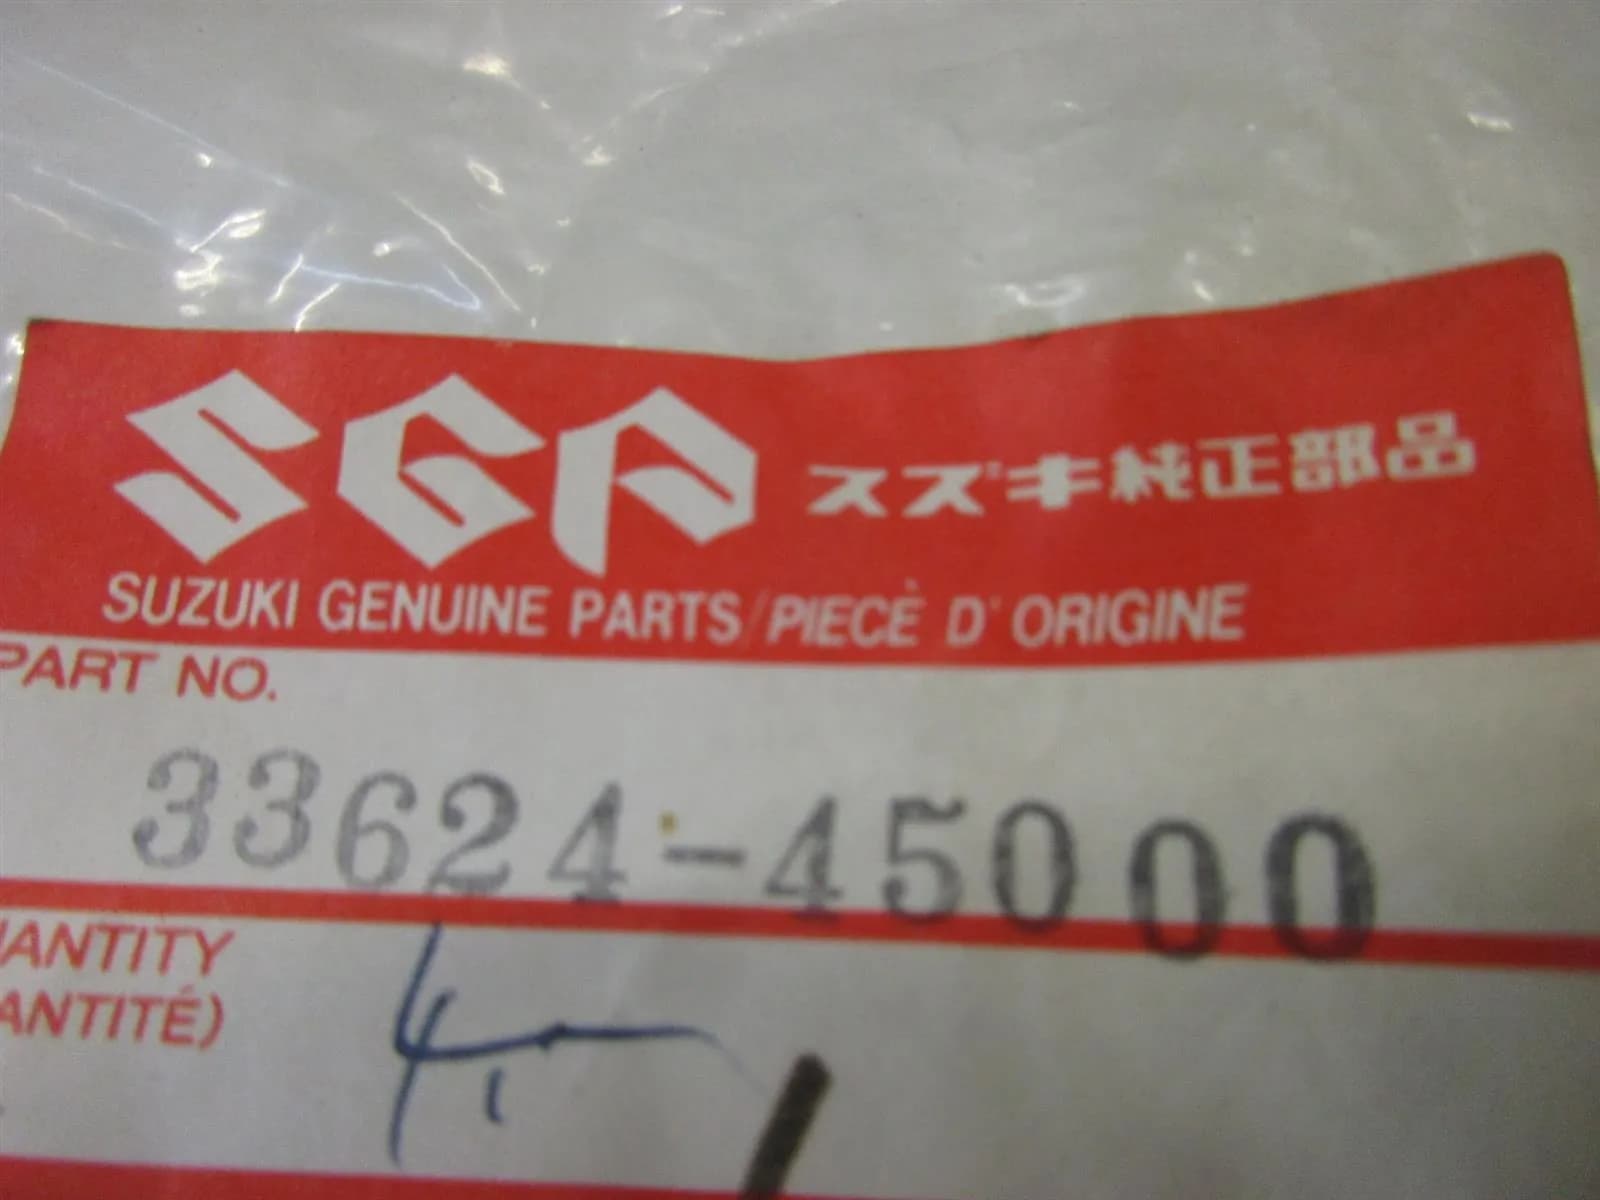 SGP スズキ純正部品
SUZUKI GENUINE PARTS/PIECÈ D'ORIGINE
PART NO.
33624-45000
ANTITY
ANTITÉ)